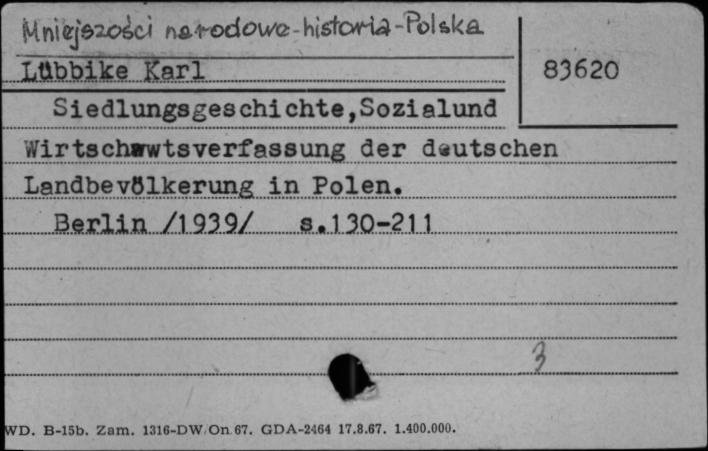 Mniejszości narodowe-historia-Polska
Lübbike Karl
83620
Siedlungsgeschichte,Sozialund
Wirtschawtsverfassung der deutschen
Landbevölkerung in Polen.
Berlin /1939/ s.130-211
3
WD. B-15b. Zam. 1316-DW/On 67. GDA-2464 17.8.67. 1.400.000.